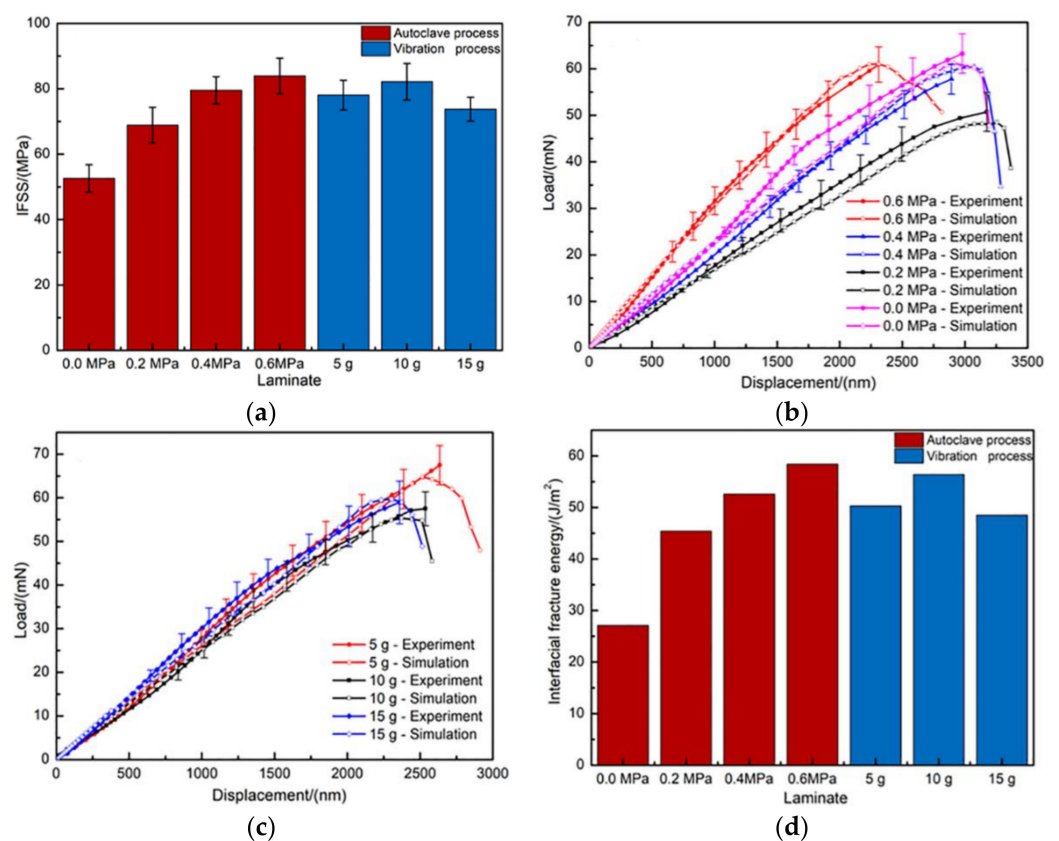 100
80
60
40
20
0
IFSS/(MPa)
Autoclave process
Vibration process
0.0 MPa 0.2 MPa 0.4MPa 0.6MPa 5 g 10 g 15 g
Laminate
(a)
70
60
50
40
30
20
10
0
Load/(mN)
0.6 MPa - Experiment
0.6 MPa - Simulation
0.4 MPa - Experiment
0.4 MPa - Simulation
0.2 MPa - Experiment
0.2 MPa - Simulation
0.0 MPa - Experiment
0.0 MPa - Simulation
0 500 1000 1500 2000 2500 3000 3500
Displacement/(nm)
(b)
70
60
50
40
30
20
10
0
Load/(mN)
5 g - Experiment
5 g - Simulation
10 g - Experiment
10 g - Simulation
15 g - Experiment
15 g - Simulation
500 1000 1500 2000 2500 3000
Displacement/(nm)
(c)
60
50
40
30
20
10
0
Interfacial fracture energy/(J/m²)
Autoclave process
Vibration process
0.0 MPa 0.2 MPa 0.4MPa 0.6MPa 5 g 10 g 15 g
Laminate
(d)